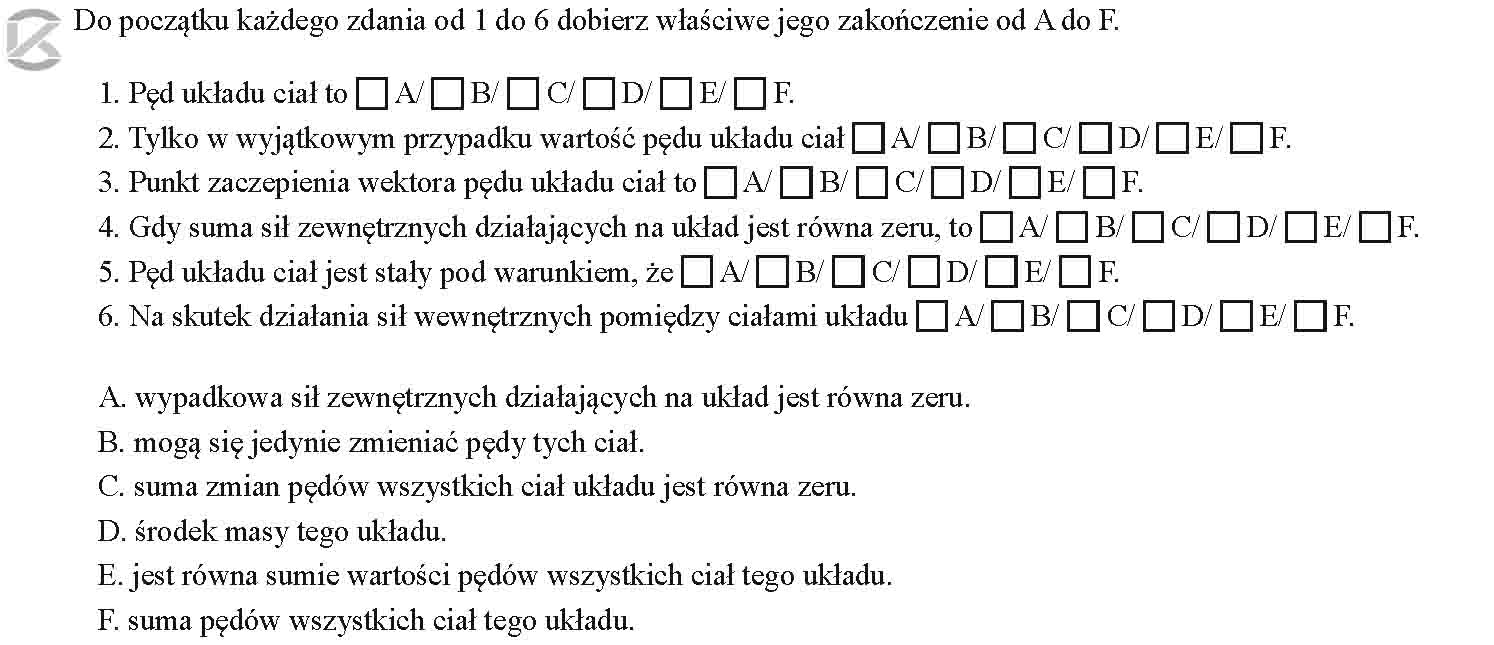 Do początku każdego zdania od 1 do 6 dobierz właściwe jego zakończenie od A do F.
1. Pęd układu ciał to □ A/ □ B/ □ C/ □ D/ □ E/ □ F.
2. Tylko w wyjątkowym przypadku wartość pędu układu ciał □ A/ □ B/ □ C/ □ D/ □ E/ □ F.
3. Punkt zaczepienia wektora pędu układu ciał to □ A/ □ B/ □ C/ □ D/ □ E/ □ F.
4. Gdy suma sił zewnętrznych działających na układ jest równa zeru, to □ A/ □ B/ □ C/ □ D/ □ E/ □ F.
5. Pęd układu ciał jest stały pod warunkiem, że □ A/ □ B/ □ C/ □ D/ □ E/ □ F.
6. Na skutek działania sił wewnętrznych pomiędzy ciałami układu □ A/ □ B/ □ C/ □ D/ □ E/ □ F.
A. wypadkowa sił zewnętrznych działających na układ jest równa zeru.
B. mogą się jedynie zmieniać pędy tych ciał.
C. suma zmian pędów wszystkich ciał układu jest równa zeru.
D. środek masy tego układu.
E. jest równa sumie wartości pędów wszystkich ciał tego układu.
F. suma pędów wszystkich ciał tego układu.